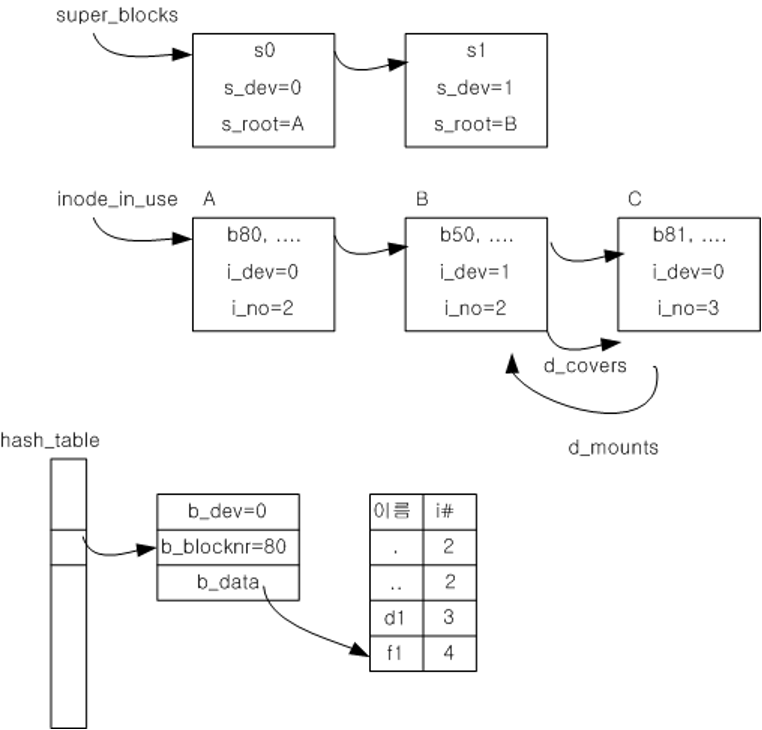 super_blocks
s0
s_dev=0
s_root=A
s1
s_dev=1
s_root=B
inode_in_use
A
b80, ....
i_dev=0
i_no=2
B
b50, ....
i_dev=1
i_no=2
C
b81, ....
i_dev=0
i_no=3
d_covers
d_mounts
hash_table
b_dev=0
b_blocknr=80
b_data
이름 i#
. 2
.. 2
d1 3
f1 4